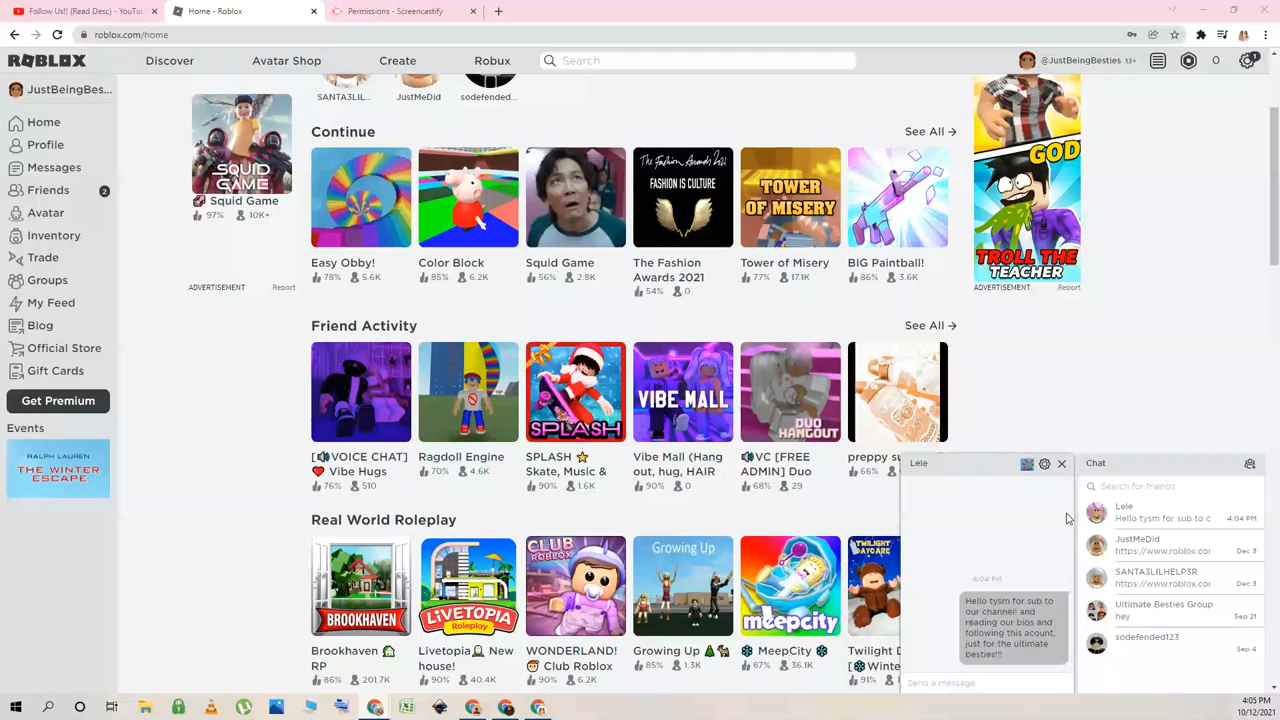 Follow Us!! (Read Desc) - YouTu
Home - Roblox
Permissions - Screencastify
roblox.com/home
ROBLOX
Discover
Avatar Shop
Create
Robux
Search
@JustBeingBesties 13+
0
1
JustBeingBes...
Home
Profile
Messages
Friends
2
Avatar
Inventory
Trade
Groups
My Feed
Blog
Official Store
Gift Cards
Get Premium
Events
RALPH LAUREN
THE WINTER
ESCAPE
SQUID
GAME
Squid Game
97% 10K+
ADVERTISEMENT Report
SANTA3LIL...
JustMeDid
sodefended...
Continue
See All →
The Fashion
Awards 2021
FASHION IS CULTURE
TOWER
OF MISERY
Easy Obby!
78% 5.6K
Color Block
85% 6.2K
Squid Game
56% 2.8K
The Fashion
Awards 2021
54% 0
Tower of Misery
77% 17.1K
BIG Paintball!
86% 3.6K
GOD
TROLL THE
TEACHER
ADVERTISEMENT Report
Friend Activity
See All →
SPLASH
VIBE MALL
DUO
HANGOUT
[🔊VOICE CHAT]
❤️ Vibe Hugs
76% 510
Ragdoll Engine
70% 4.6K
SPLASH ⭐
Skate, Music &
90% 1.6K
Vibe Mall (Hang
out, hug, HAIR
90% 0
🔊VC [FREE
ADMIN] Duo
68% 29
preppy su
66%
Real World Roleplay
BROOKHAVEN
LIVETOPIA
Roleplay
CLUB
ROBLOX
Growing Up
MEEPCITY
TWILIGHT
DAYCARE
Brookhaven 🏠
RP
86% 201.7K
Livetopia New
house!
90% 40.4K
WONDERLAND!
🎅 Club Roblox
90% 6.2K
Growing Up 🎄
85% 1.3K
❄️ MeepCity ❄️
87% 36.1K
Twilight D
[❄️Winte
91%
Lele
4:04 PM
Hello tysm for sub to
our channel! and
reading our bios and
following this acount,
just for the ultimate
besties!!!
Send a message
Chat
Search for friends
Lele
Hello tysm for sub to c 4:04 PM
JustMeDid
https://www.roblox.cor Dec 3
SANTA3LILHELP3R
https://www.roblox.cor Dec 3
Ultimate Besties Group
hey Sep 21
sodefended123
Sep 4
4:05 PM
10/12/2021